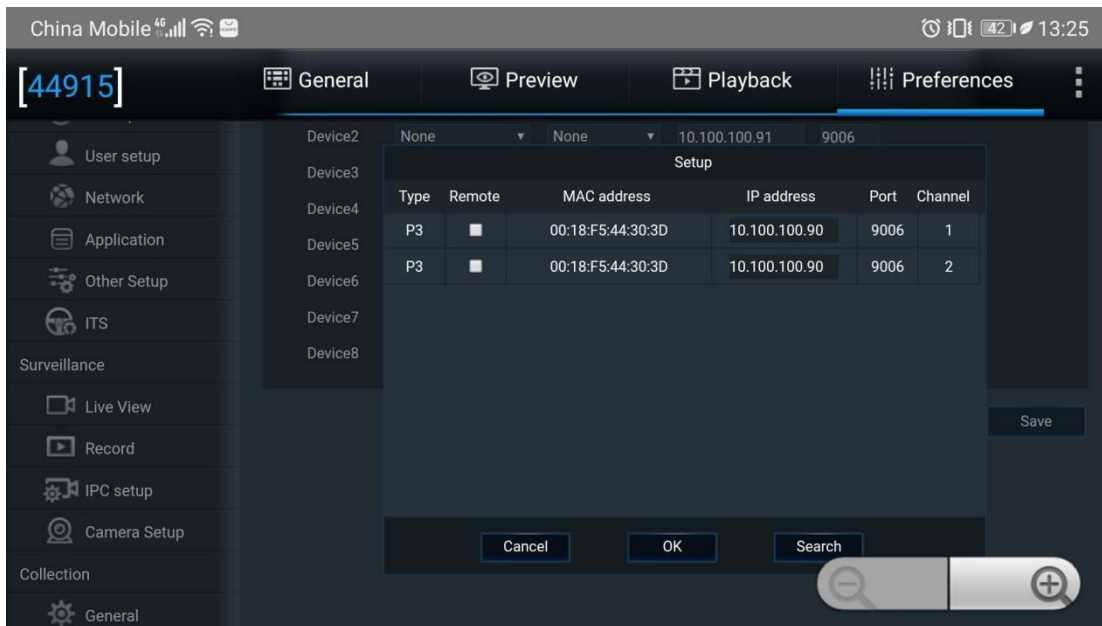 China Mobile 4G 42 13:25
[44915] General Preview Playback Preferences
User setup
Network
Application
Other Setup
ITS
Surveillance
Live View
Record
IPC setup
Camera Setup
Collection
General
Device2 None None 10.100.100.91 9006
Device3
Device4
Device5
Device6
Device7
Device8
Setup
Type Remote MAC address IP address Port Channel
P3 00:18:F5:44:30:3D 10.100.100.90 9006 1
P3 00:18:F5:44:30:3D 10.100.100.90 9006 2
Cancel OK Search
Save